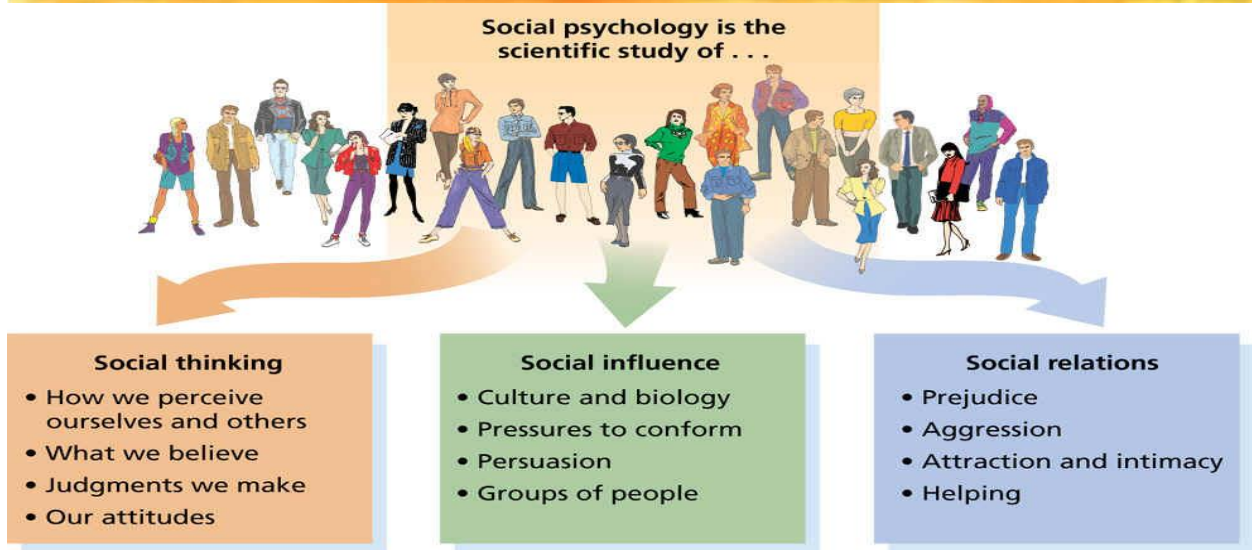 Social psychology is the
scientific study of . . .
Social thinking
• How we perceive
ourselves and others
• What we believe
• Judgments we make
• Our attitudes
Social influence
• Culture and biology
• Pressures to conform
• Persuasion
• Groups of people
Social relations
• Prejudice
• Aggression
• Attraction and intimacy
• Helping